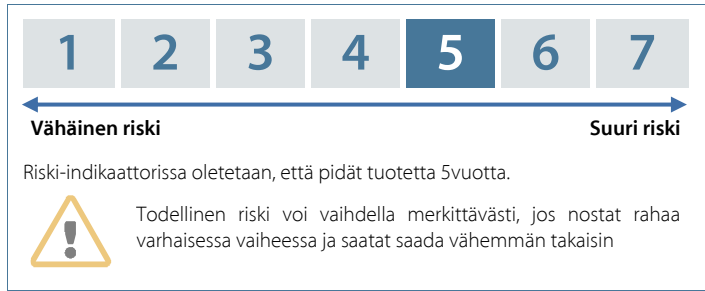 1 2 3 4 5 6 7
Vähäinen riski Suuri riski
Riski-indikaattorissa oletetaan, että pidät tuotetta 5vuotta.
Todellinen riski voi vaihdella merkittävästi, jos nostat rahaa
varhaisessa vaiheessa ja saatat saada vähemmän takaisin